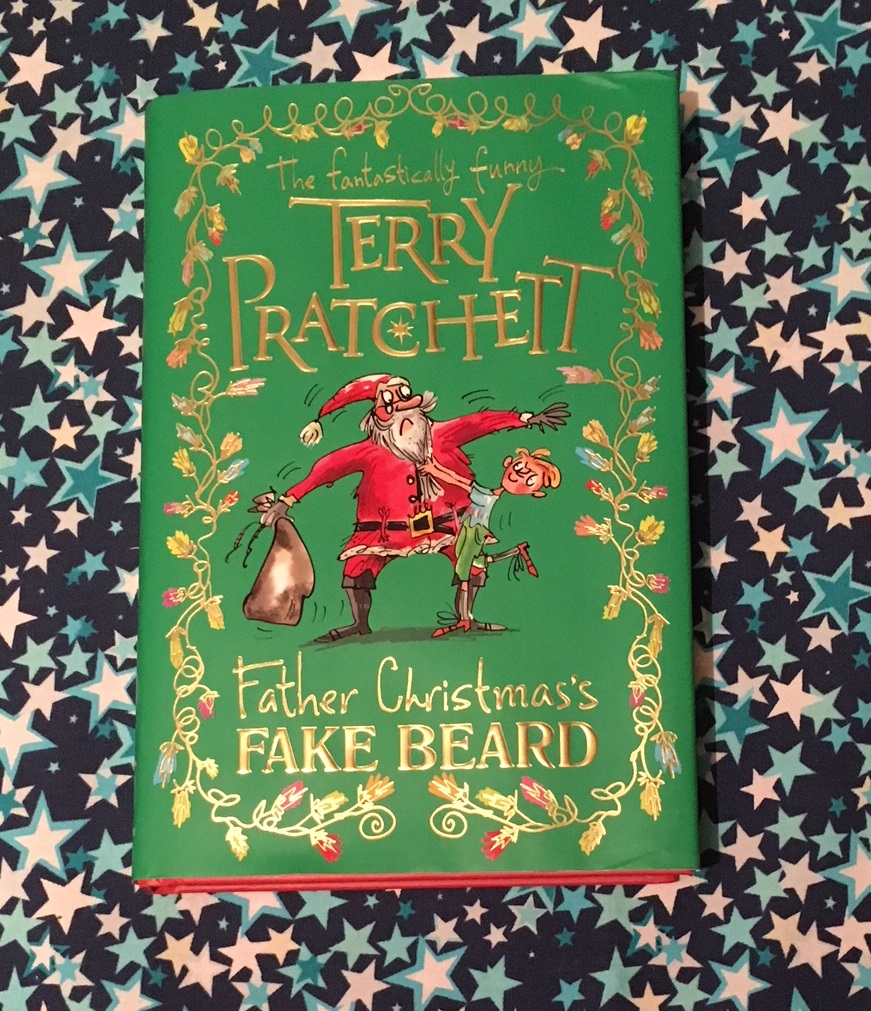 The fantastically funny
TERRY
PRATCHETT
Father Christmas's
FAKE BEARD